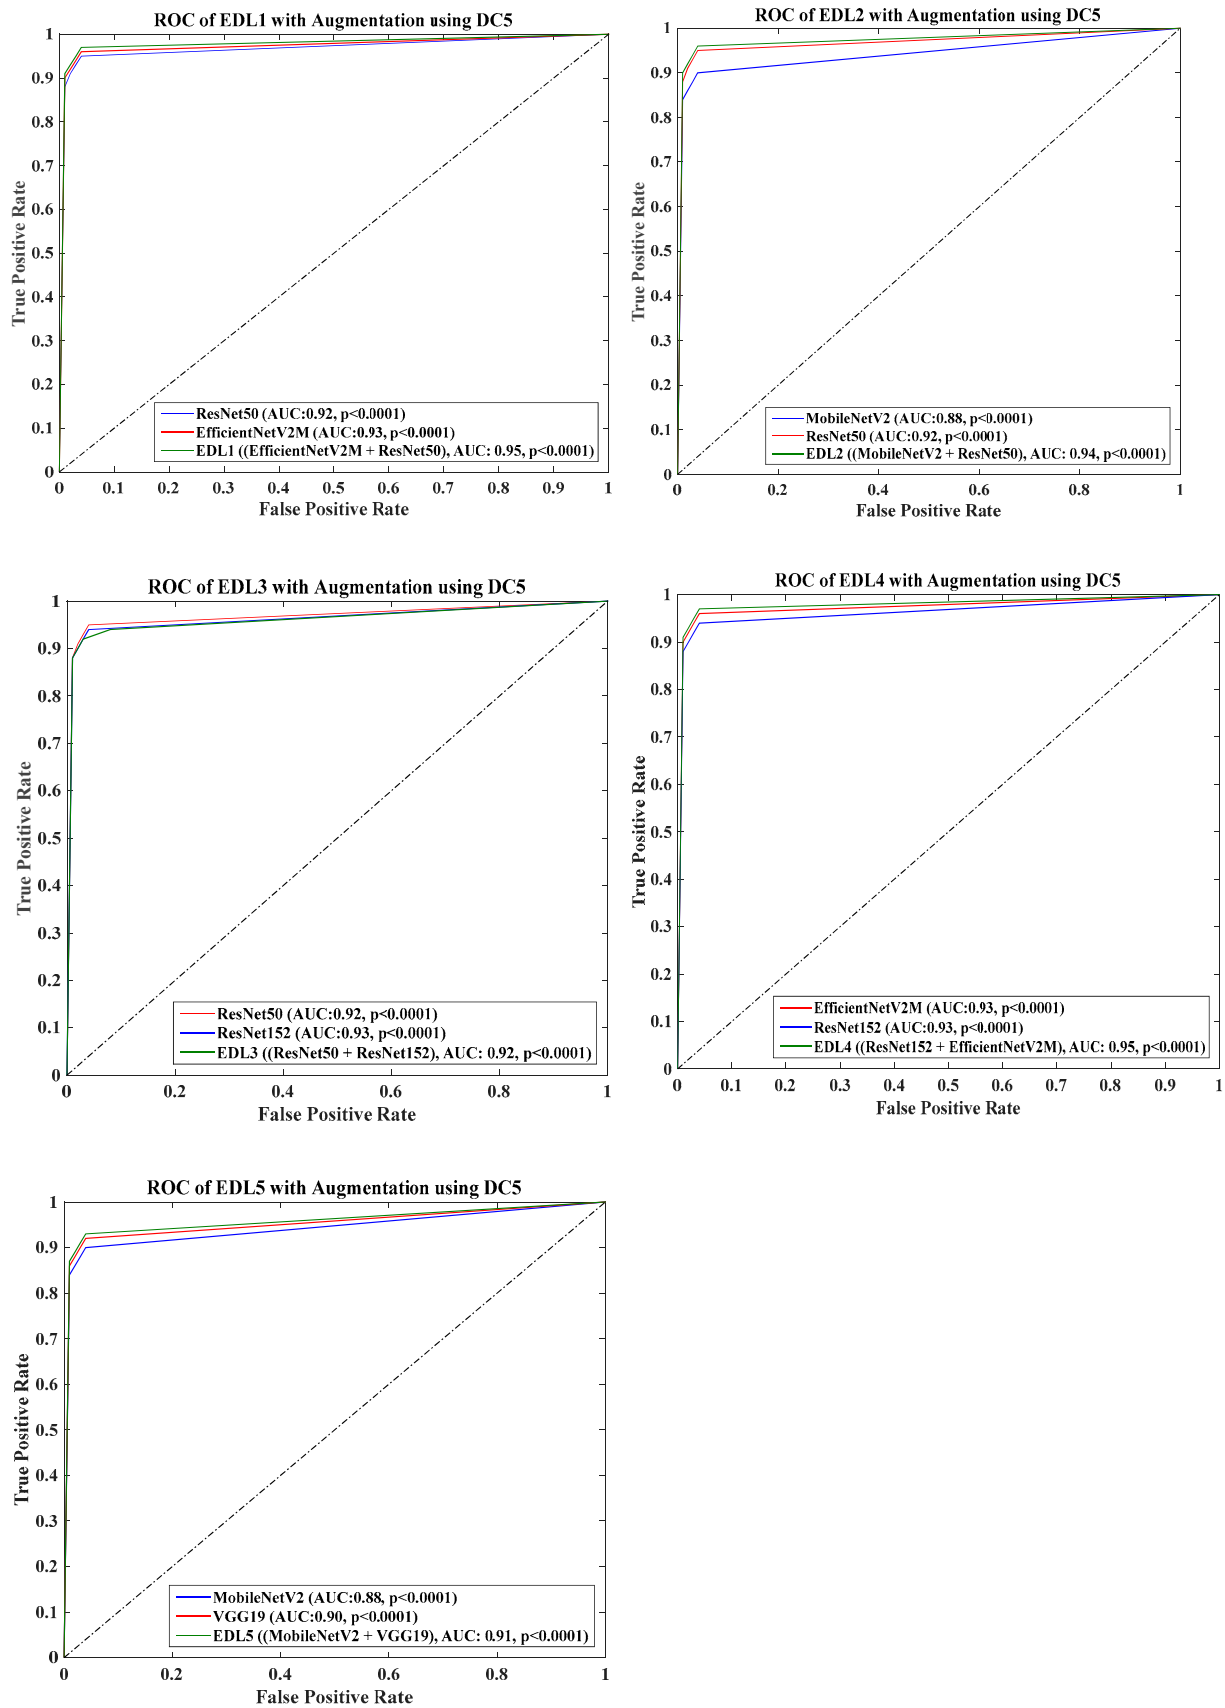 ROC of EDL1 with Augmentation using DC5
1
0.9
0.8
0.7
0.6
0.5
0.4
0.3
0.2
0.1
0
True Positive Rate
ResNet50 (AUC:0.92, p<0.0001)
EfficientNetV2M (AUC:0.93, p<0.0001)
EDL1 ((EfficientNetV2M + ResNet50), AUC: 0.95, p<0.0001)
0 0.1 0.2 0.3 0.4 0.5 0.6 0.7 0.8 0.9 1
False Positive Rate
ROC of EDL2 with Augmentation using DC5
1
0.9
0.8
0.7
0.6
0.5
0.4
0.3
0.2
0.1
0
True Positive Rate
MobileNetV2 (AUC:0.88, p<0.0001)
ResNet50 (AUC:0.92, p<0.0001)
EDL2 ((MobileNetV2 + ResNet50), AUC: 0.94, p<0.0001)
0 0.2 0.4 0.6 0.8 1
False Positive Rate
ROC of EDL3 with Augmentation using DC5
1
0.9
0.8
0.7
0.6
0.5
0.4
0.3
0.2
0.1
0
True Positive Rate
ResNet50 (AUC:0.92, p<0.0001)
ResNet152 (AUC:0.93, p<0.0001)
EDL3 ((ResNet50 + ResNet152), AUC: 0.92, p<0.0001)
0 0.2 0.4 0.6 0.8 1
False Positive Rate
ROC of EDL4 with Augmentation using DC5
1
0.9
0.8
0.7
0.6
0.5
0.4
0.3
0.2
0.1
0
True Positive Rate
EfficientNetV2M (AUC:0.93, p<0.0001)
ResNet152 (AUC:0.93, p<0.0001)
EDL4 ((ResNet152 + EfficientNetV2M), AUC: 0.95, p<0.0001)
0.1 0.2 0.3 0.4 0.5 0.6 0.7 0.8 0.9 1
False Positive Rate
ROC of EDL5 with Augmentation using DC5
1
0.9
0.8
0.7
0.6
0.5
0.4
0.3
0.2
0.1
0
True Positive Rate
MobileNetV2 (AUC:0.88, p<0.0001)
VGG19 (AUC:0.90, p<0.0001)
EDL5 ((MobileNetV2 + VGG19), AUC: 0.91, p<0.0001)
0 0.2 0.4 0.6 0.8 1
False Positive Rate